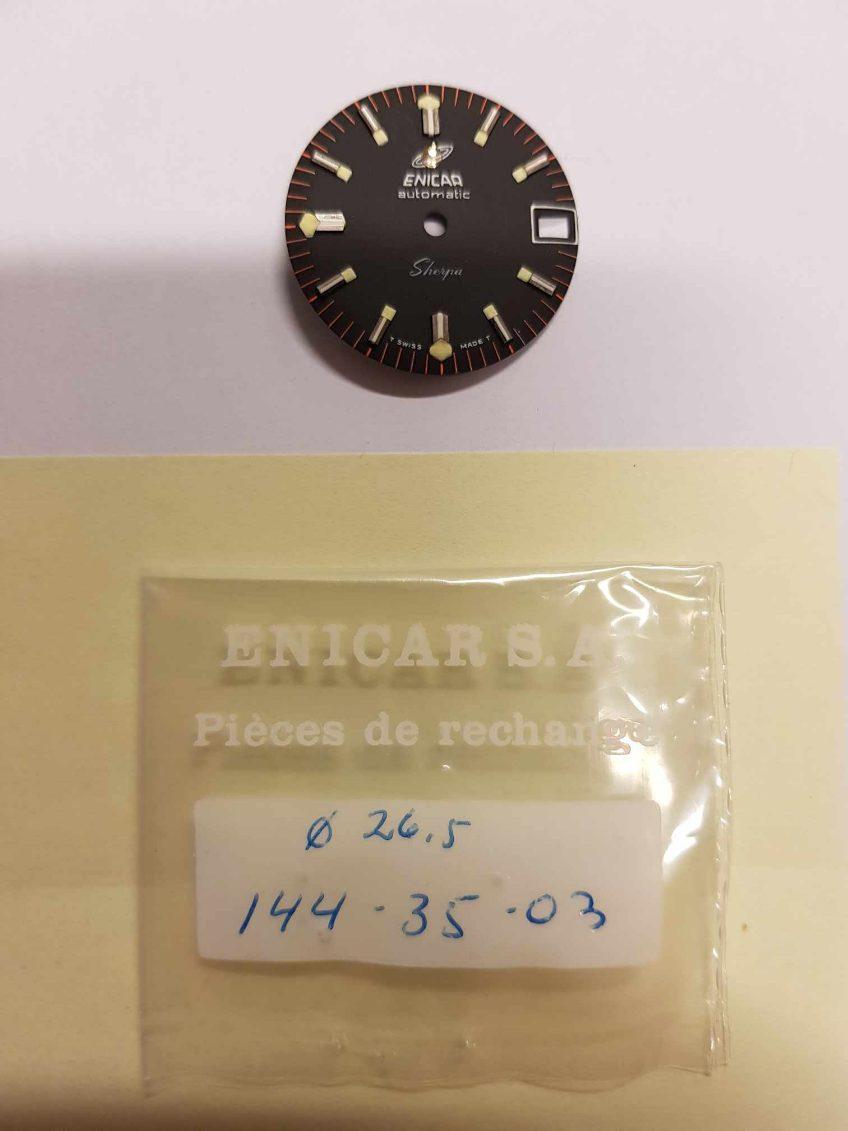 ENICAR
automatic
Sherpa
T SWISS MADE T
ENICAR S.A.
Pièces de rechange
Ø 26.5
144-35-03